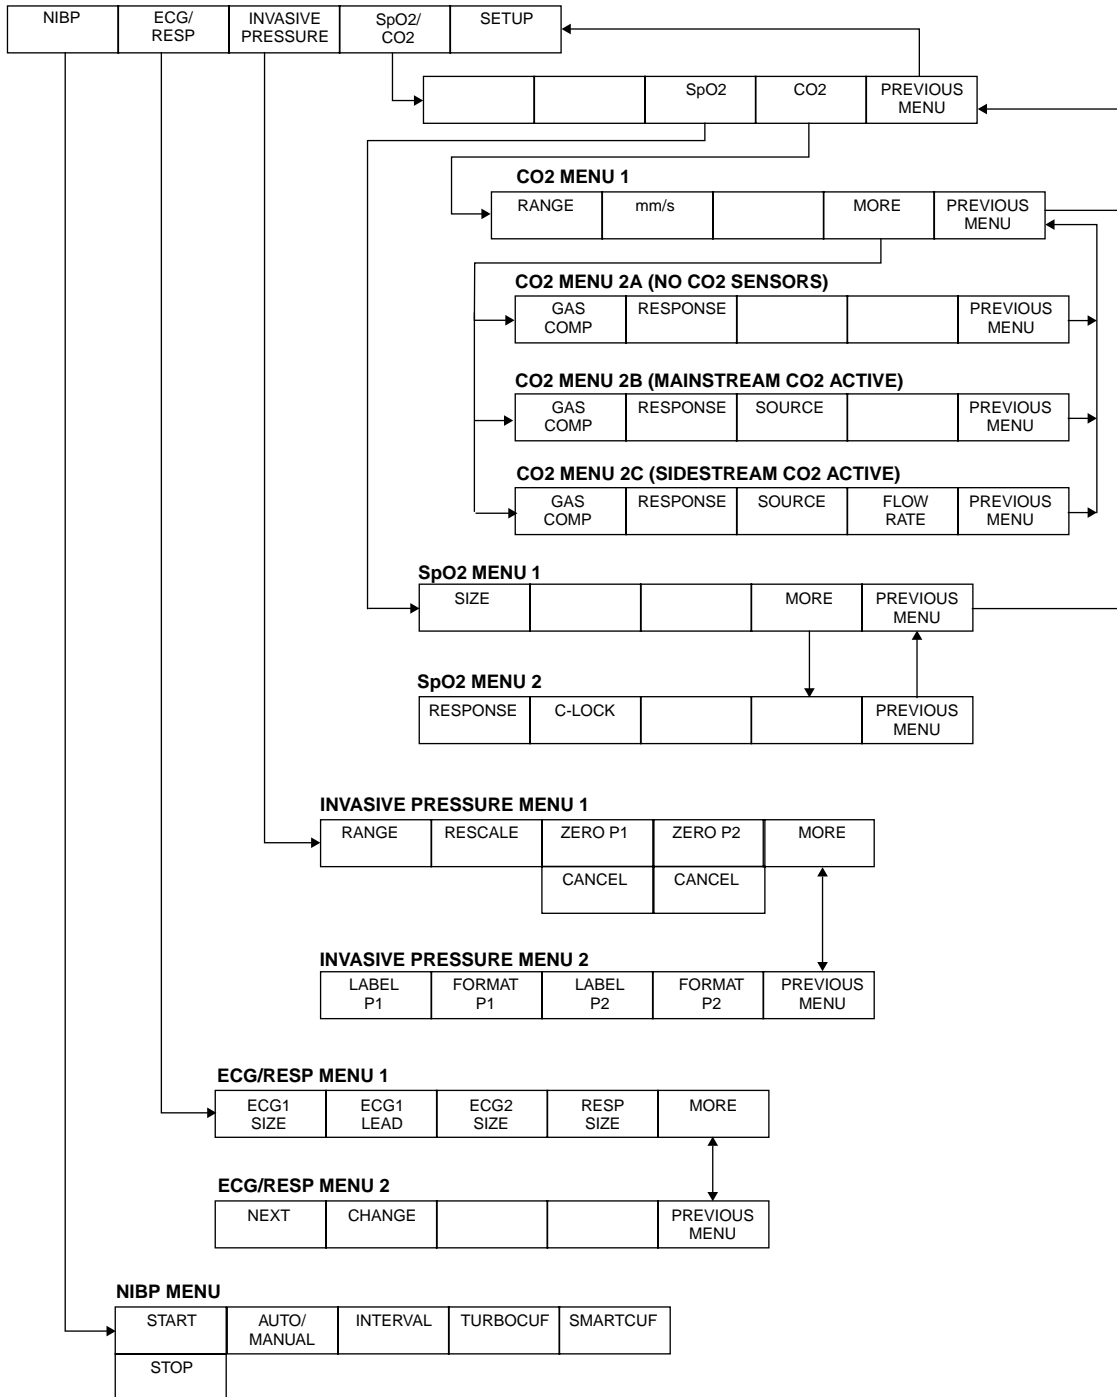 NIBP
ECG/
RESP
INVASIVE
PRESSURE
SpO2/
CO2
SETUP
SpO2
CO2
PREVIOUS
MENU
CO2 MENU 1
RANGE
mm/s
MORE
PREVIOUS
MENU
CO2 MENU 2A (NO CO2 SENSORS)
GAS
COMP
RESPONSE
PREVIOUS
MENU
CO2 MENU 2B (MAINSTREAM CO2 ACTIVE)
GAS
COMP
RESPONSE
SOURCE
PREVIOUS
MENU
CO2 MENU 2C (SIDESTREAM CO2 ACTIVE)
GAS
COMP
RESPONSE
SOURCE
FLOW
RATE
PREVIOUS
MENU
SpO2 MENU 1
SIZE
MORE
PREVIOUS
MENU
SpO2 MENU 2
RESPONSE
C-LOCK
PREVIOUS
MENU
INVASIVE PRESSURE MENU 1
RANGE
RESCALE
ZERO P1
ZERO P2
MORE
CANCEL
CANCEL
INVASIVE PRESSURE MENU 2
LABEL
P1
FORMAT
P1
LABEL
P2
FORMAT
P2
PREVIOUS
MENU
ECG/RESP MENU 1
ECG1
SIZE
ECG1
LEAD
ECG2
SIZE
RESP
SIZE
MORE
ECG/RESP MENU 2
NEXT
CHANGE
PREVIOUS
MENU
NIBP MENU
START
AUTO/
MANUAL
INTERVAL
TURBOCUF
SMARTCUF
STOP